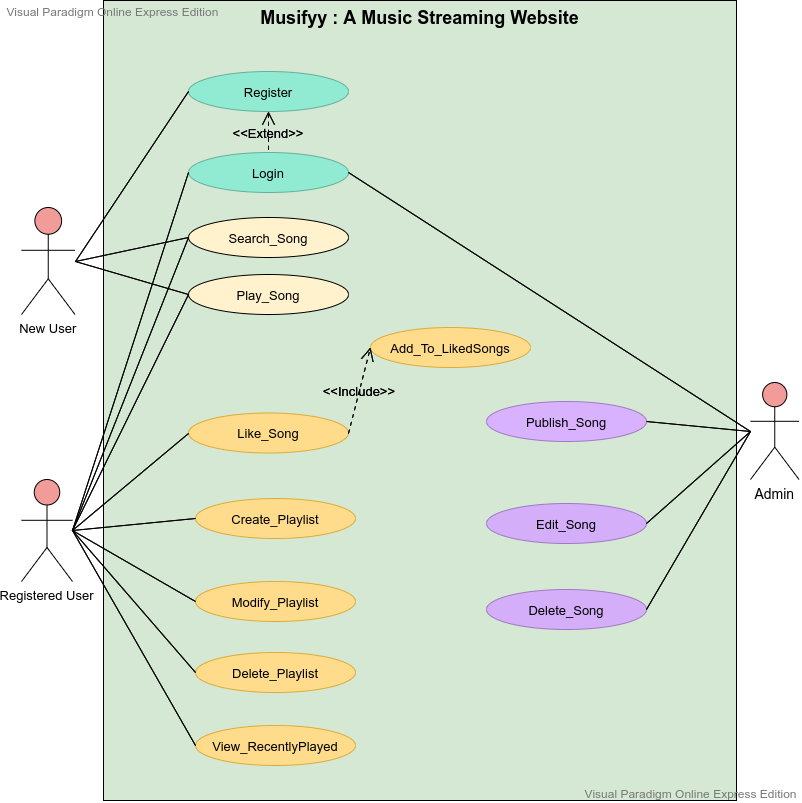 Visual Paradigm Online Express Edition
Musifyy : A Music Streaming Website
Register
<<Extend>>
Login
Search_Song
Play_Song
New User
Add_To_LikedSongs
<<Include>>
Like_Song
Publish_Song
Admin
Create_Playlist
Edit_Song
Registered User
Modify_Playlist
Delete_Song
Delete_Playlist
View_RecentlyPlayed
Visual Paradigm Online Express Edition